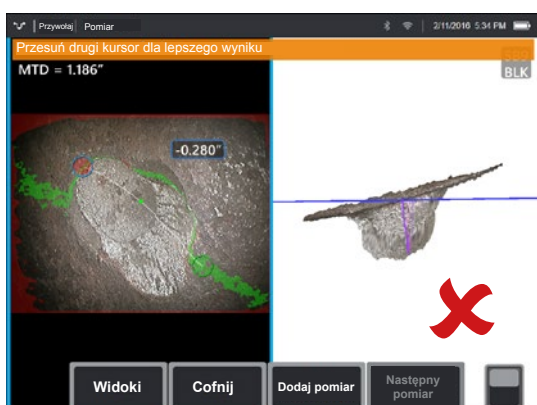 Przywołaj Pomiar 2/11/2016 5:34 PM
Przesuń drugi kursor dla lepszego wyniku
MTD = 1.186"
BLK
-0.280"
Widoki
Cofnij
Dodaj pomiar
Następny
pomiar